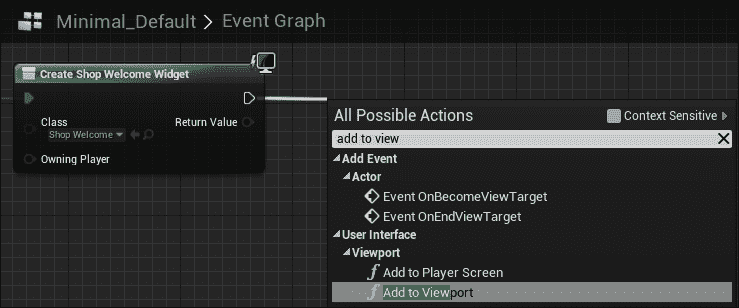 Minimal_Default > Event Graph
Create Shop Welcome Widget
Class
Shop Welcome
Return Value
Owning Player
All Possible Actions
Context Sensitive
add to view
Add Event
Actor
Event OnBecomeViewTarget
Event OnEndViewTarget
User Interface
Viewport
f Add to Player Screen
f Add to Viewport